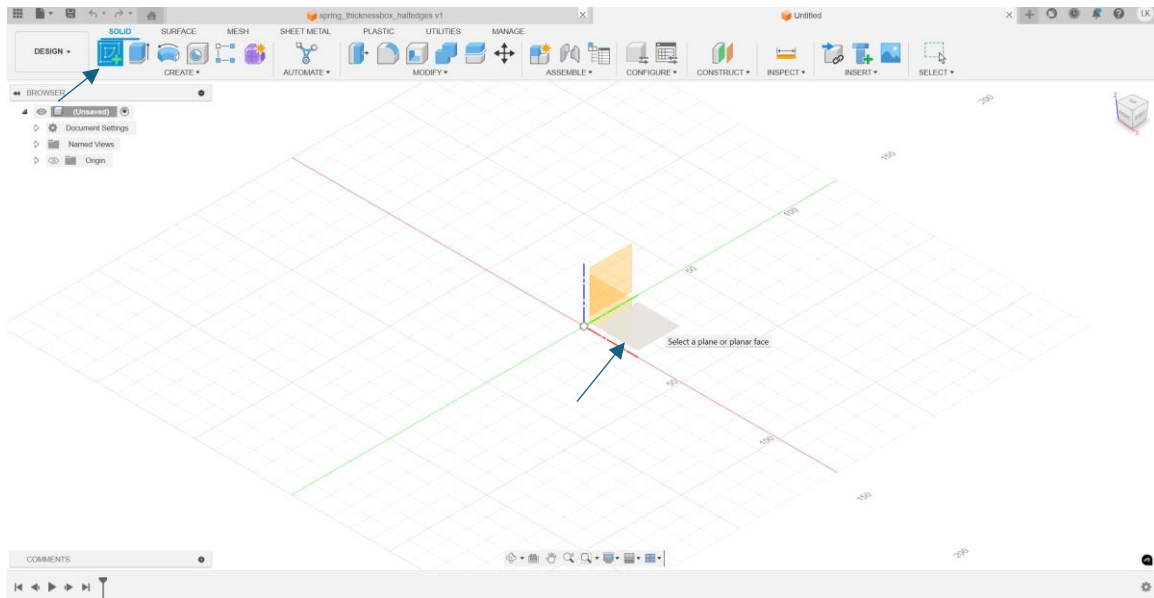 spring_thicknessbox_halfedges v1
Untitled
LK
SOLID SURFACE MESH SHEET METAL PLASTIC UTILITIES MANAGE
DESIGN
CREATE AUTOMATE MODIFY ASSEMBLE CONFIGURE CONSTRUCT INSPECT INSERT SELECT
BROWSER
(Unsaved)
Document Settings
Named Views
Origin
200
150
100
50
Select a plane or planar face
50
100
150
200
Z
X
COMMENTS